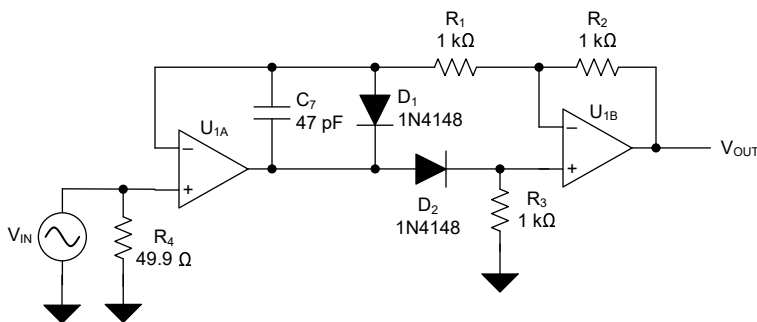 R1
1 kΩ
R2
1 kΩ
C7
47 pF
D1
1N4148
U1A
−
+
U1B
−
+
VOUT
VIN
R4
49.9 Ω
D2
1N4148
R3
1 kΩ